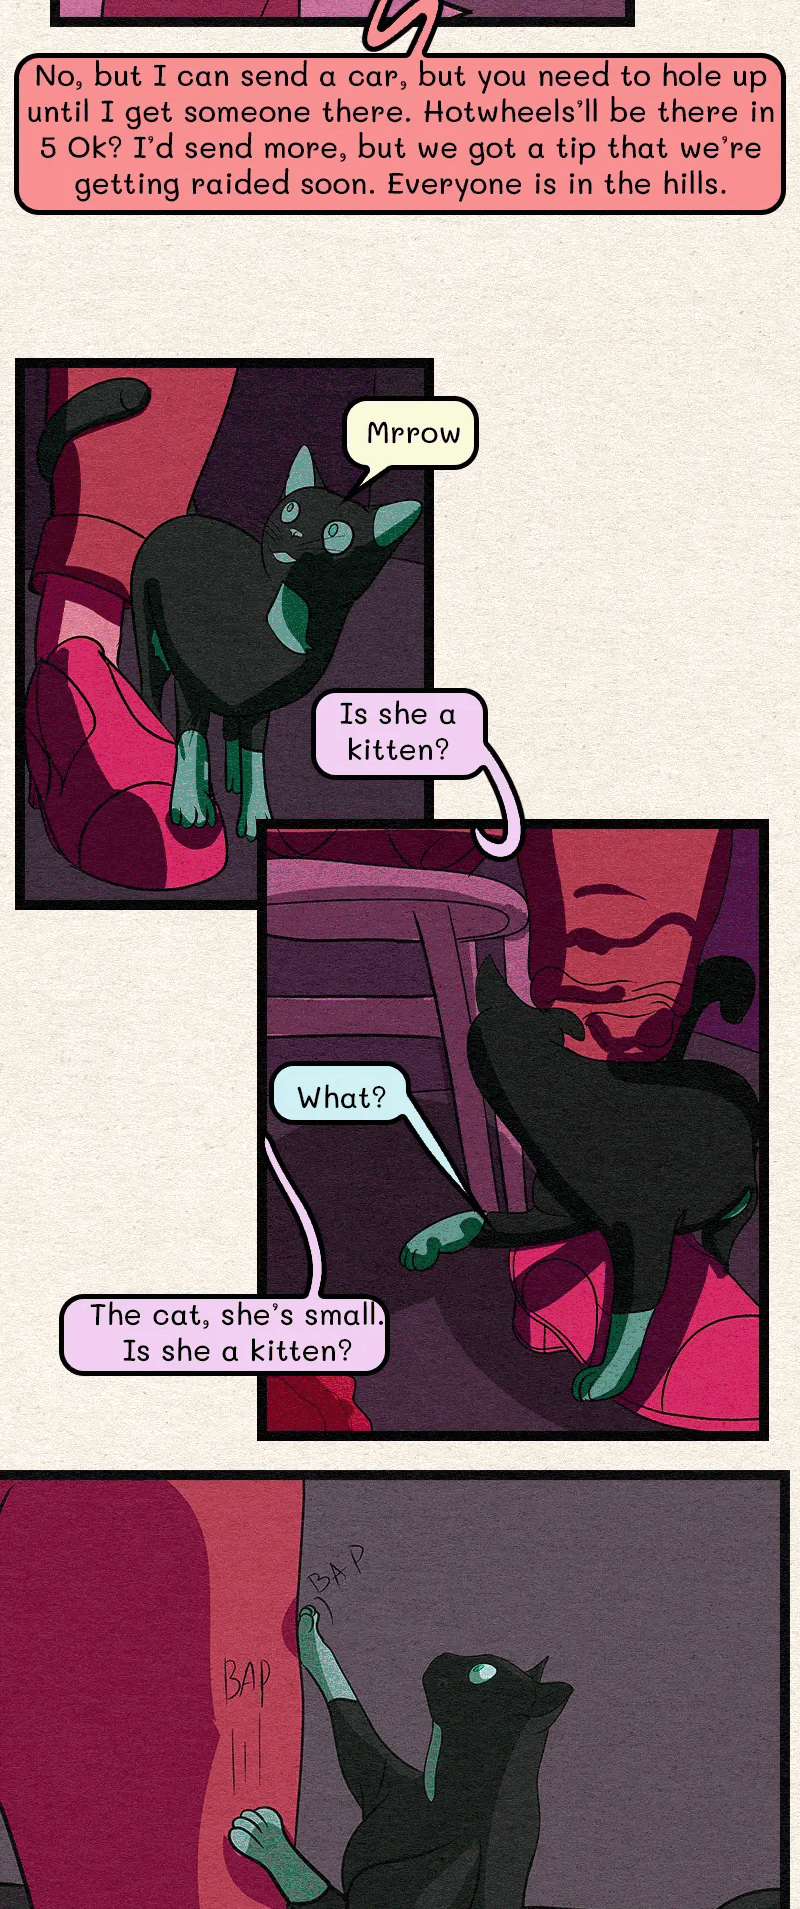 No, but I can send a car, but you need to hole up
until I get someone there. Hotwheels'll be there in
5 Ok? I'd send more, but we got a tip that we're
getting raided soon. Everyone is in the hills.
Mrrow
Is she a
kitten?
What?
The cat, she's small.
Is she a kitten?
BAP
BAP